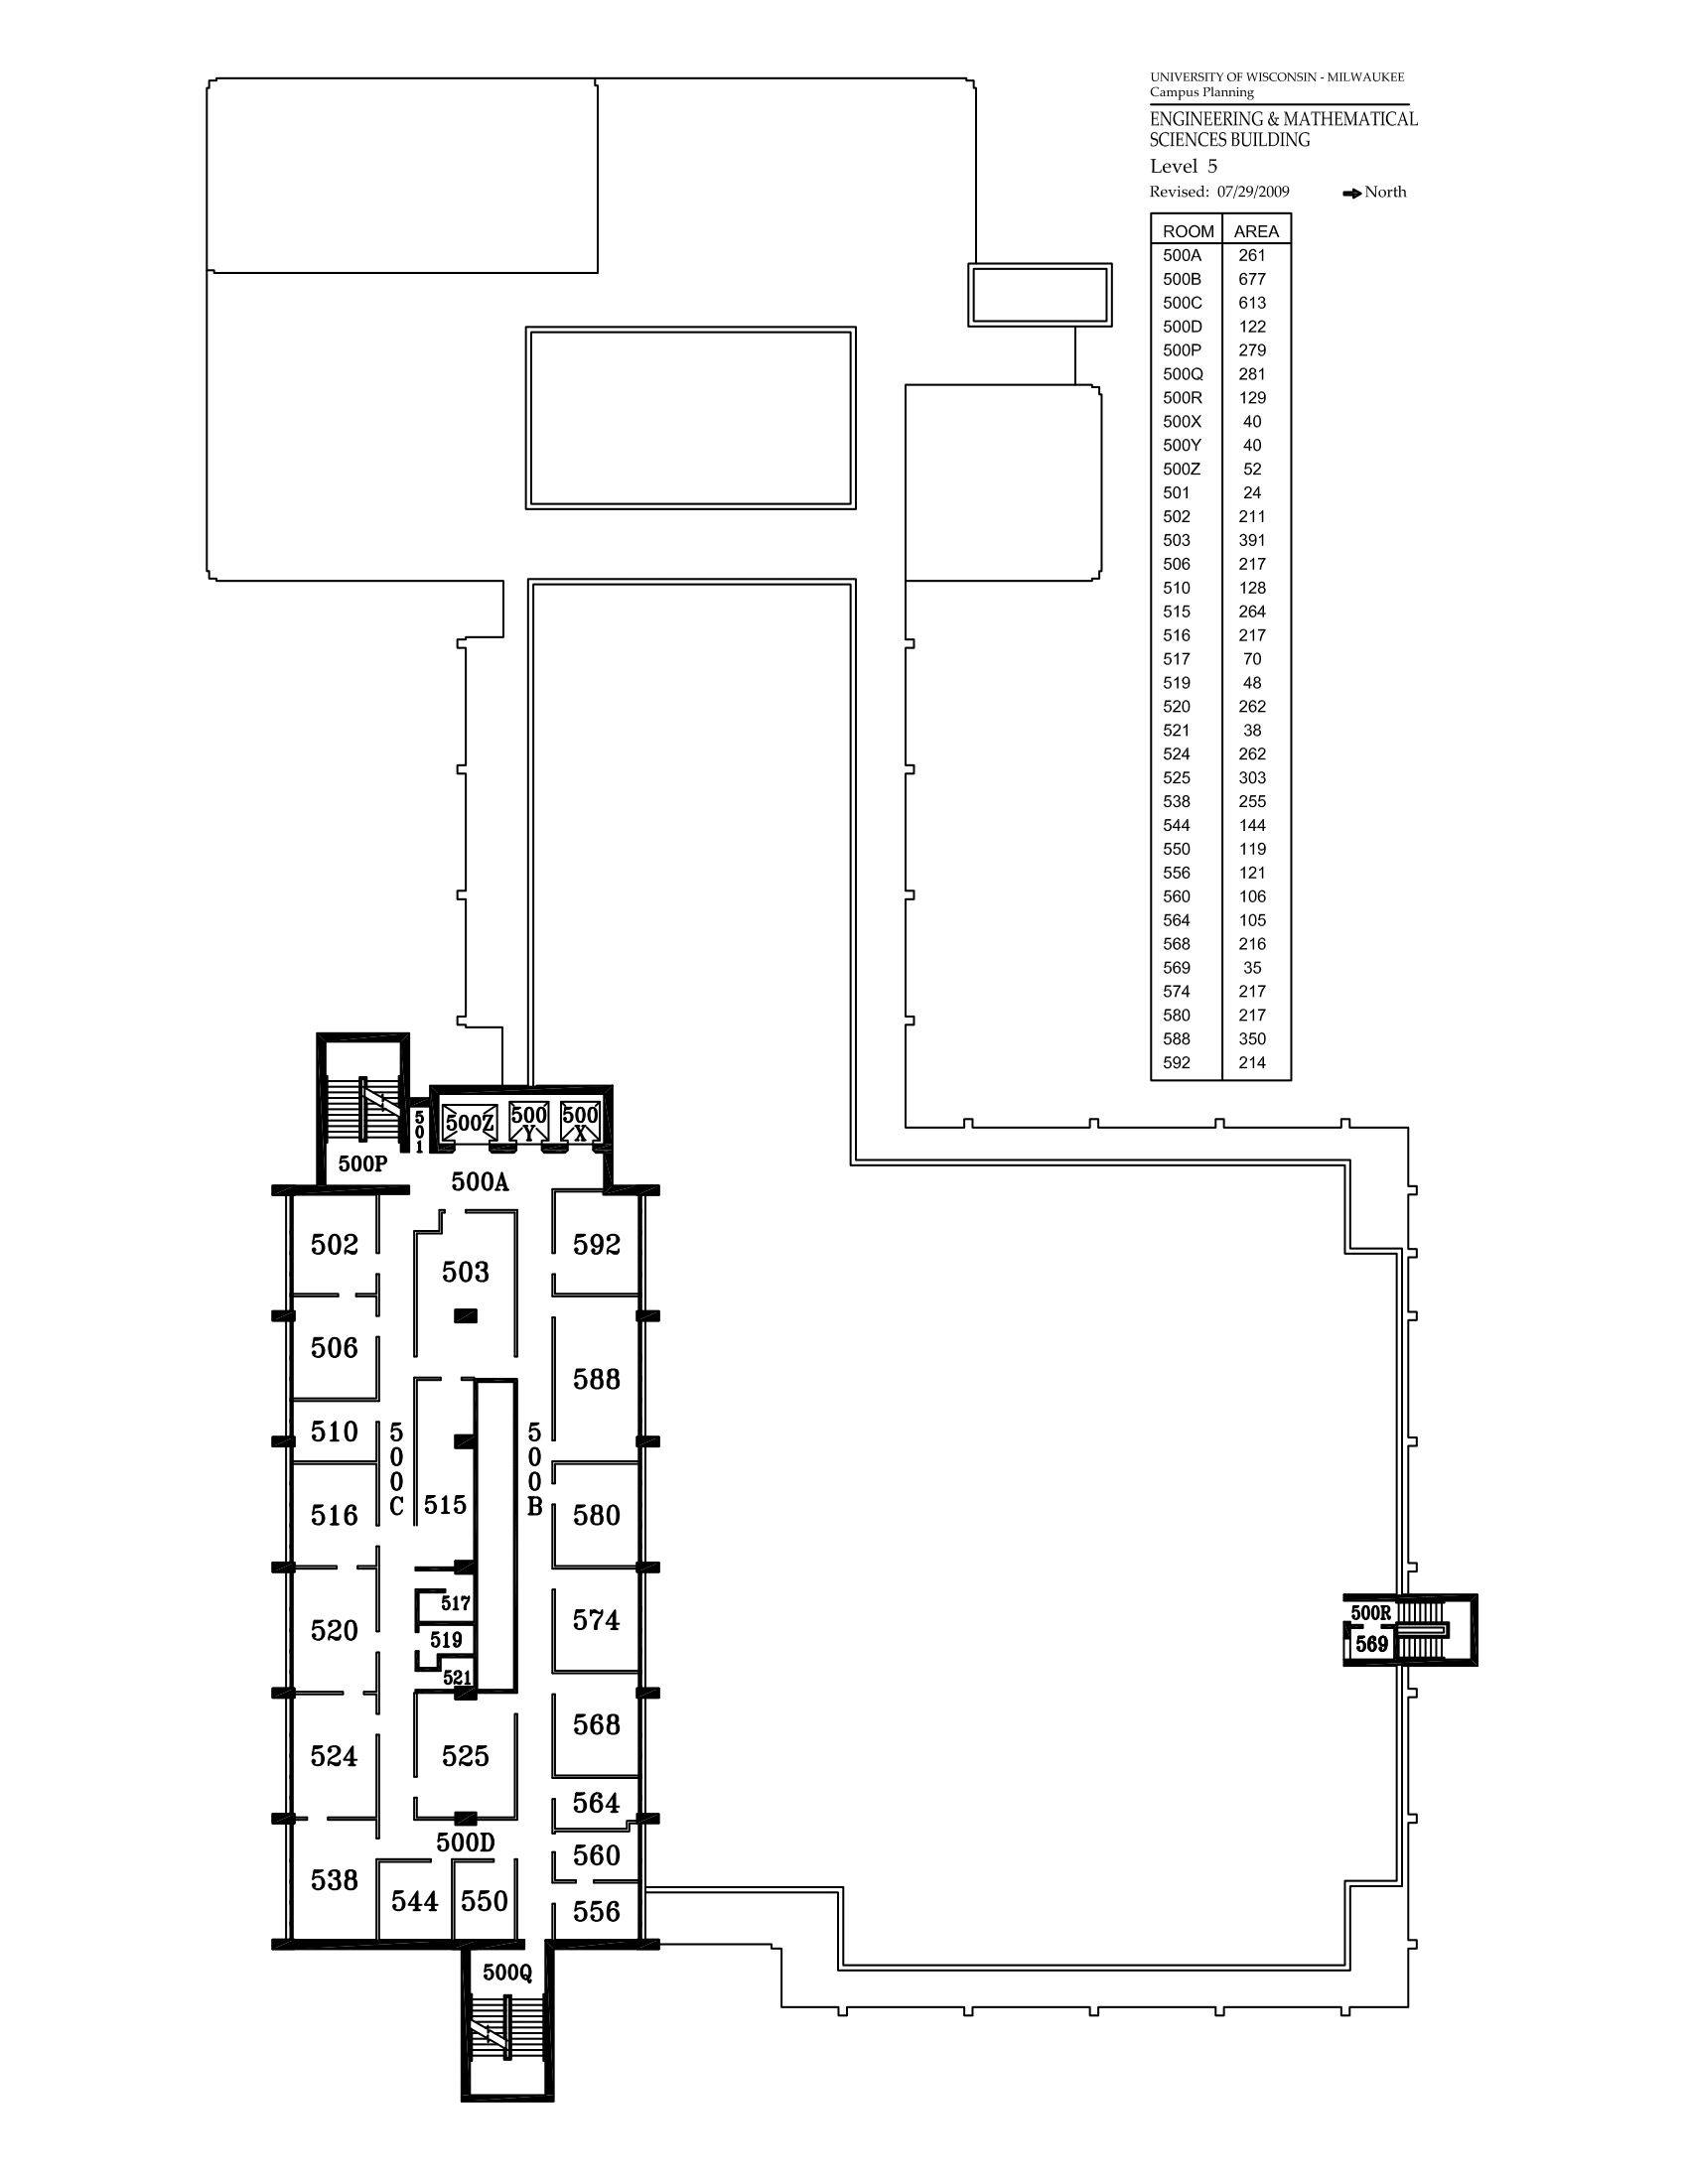 UNIVERSITY OF WISCONSIN - MILWAUKEE
Campus Planning
ENGINEERING & MATHEMATICAL
SCIENCES BUILDING
Level 5
Revised: 07/29/2009 North
ROOM AREA
500A 261
500B 677
500C 613
500D 122
500P 279
500Q 281
500R 129
500X 40
500Y 40
500Z 52
501 24
502 211
503 391
506 217
510 128
515 264
516 217
517 70
519 48
520 262
521 38
524 262
525 303
538 255
544 144
550 119
556 121
560 106
564 105
568 216
569 35
574 217
580 217
588 350
592 214
501
500Z
500Y
500X
500P
500A
502
503
592
506
588
510
500C
500B
515
516
580
517
520
519
574
521
500R
569
524
525
568
564
500D
538
560
544
550
556
500Q